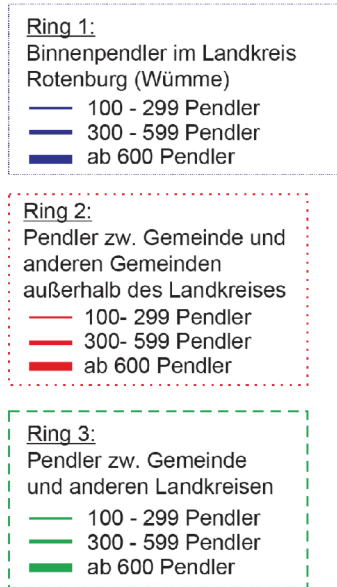 Ring 1:
Binnenpendler im Landkreis
Rotenburg (Wümme)
100 - 299 Pendler
300 - 599 Pendler
ab 600 Pendler
Ring 2:
Pendler zw. Gemeinde und
anderen Gemeinden
außerhalb des Landkreises
100- 299 Pendler
300- 599 Pendler
ab 600 Pendler
Ring 3:
Pendler zw. Gemeinde
und anderen Landkreisen
100 - 299 Pendler
300 - 599 Pendler
ab 600 Pendler